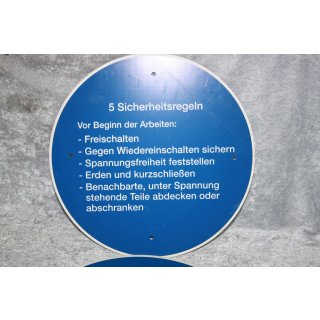 5 Sicherheitsregeln
Vor Beginn der Arbeiten:
- Freischalten
- Gegen Wiedereinschalten sichern
- Spannungsfreiheit feststellen
- Erden und kurzschließen
- Benachbarte, unter Spannung
stehende Teile abdecken oder
abschranken